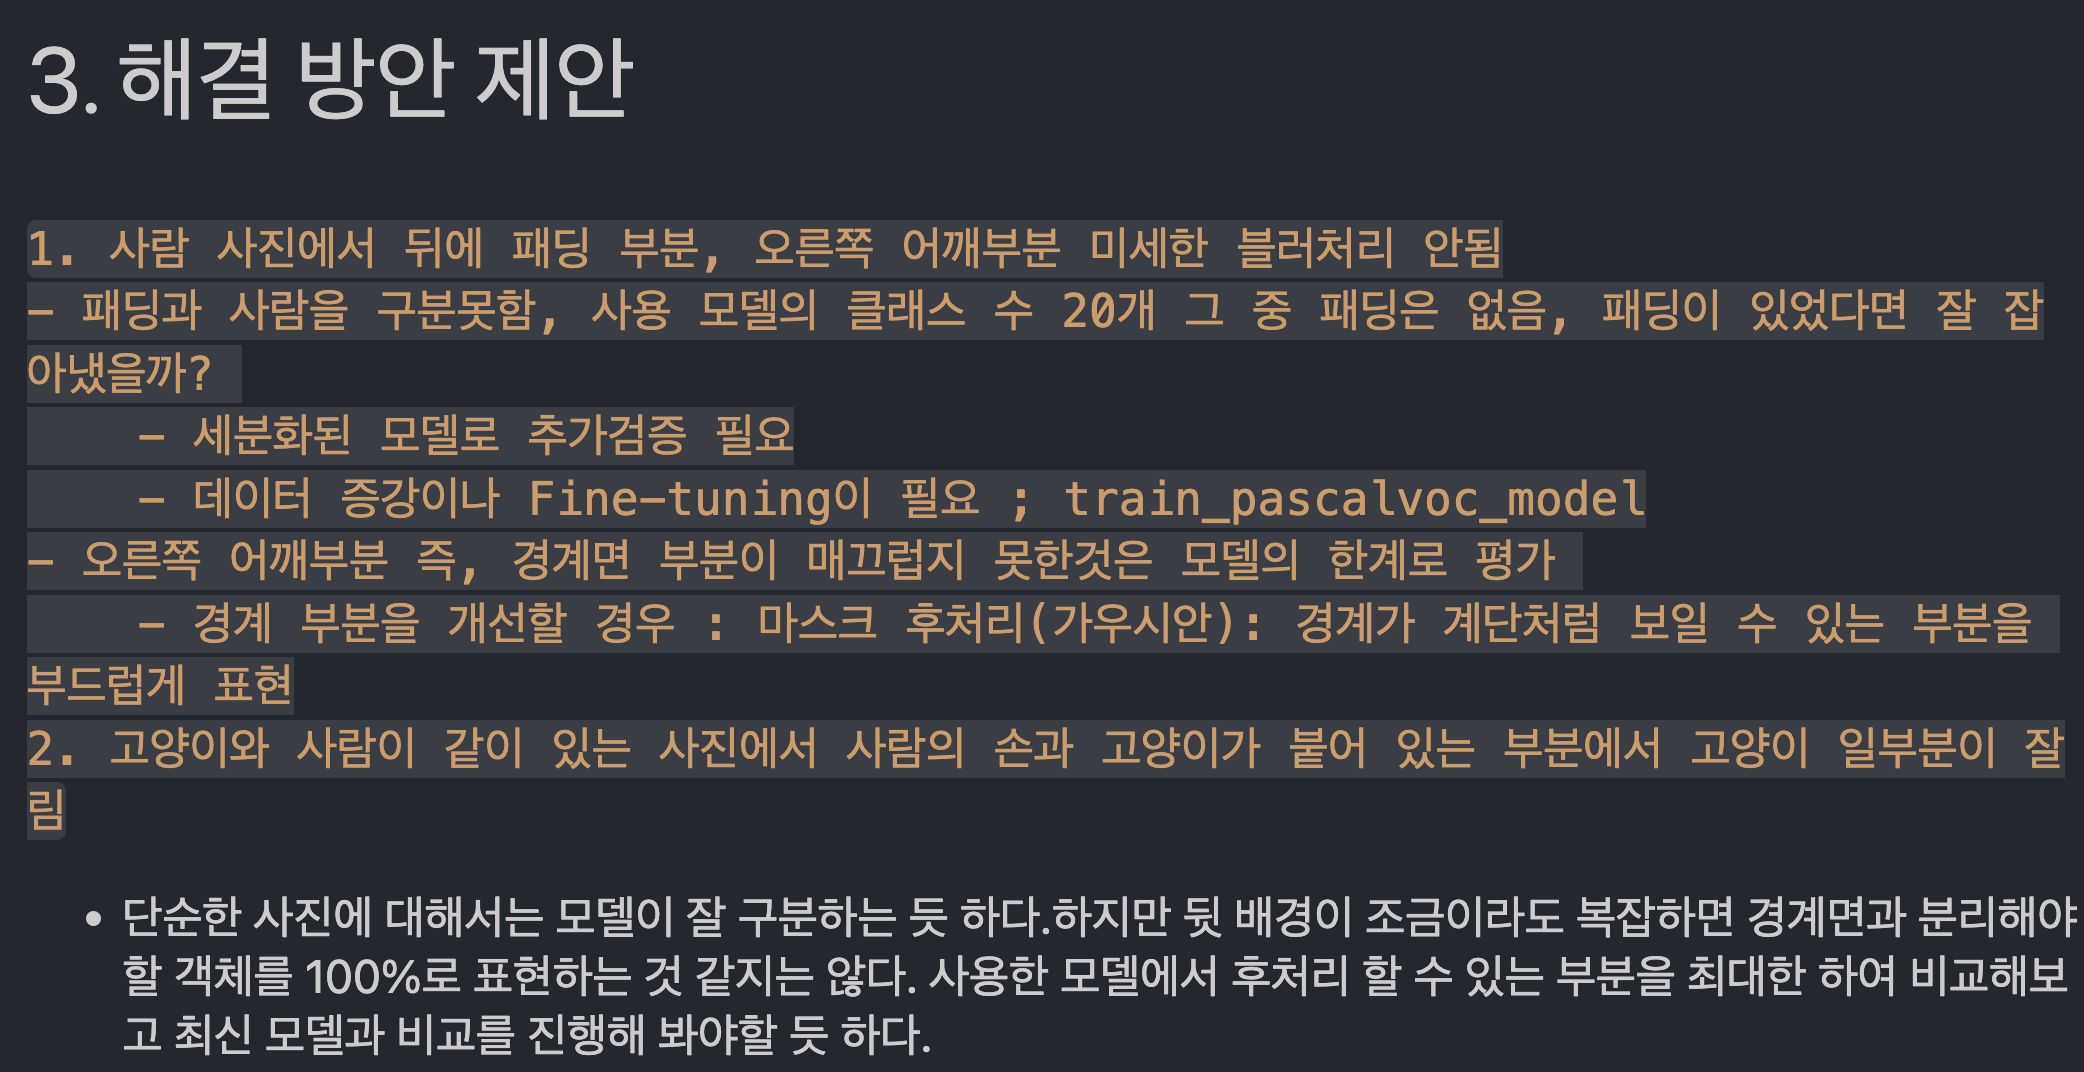 3. 해결 방안 제안
1. 사람 사진에서 뒤에 패딩 부분, 오른쪽 어깨부분 미세한 블러처리 안됨
- 패딩과 사람을 구분못함, 사용 모델의 클래스 수 20개 그 중 패딩은 없음, 패딩이 있었다면 잘 잡
아냈을까?
- 세분화된 모델로 추가검증 필요
- 데이터 증강이나 Fine-tuning이 필요 ; train_pascalvoc_model
- 오른쪽 어깨부분 즉, 경계면 부분이 매끄럽지 못한것은 모델의 한계로 평가
- 경계 부분을 개선할 경우 : 마스크 후처리(가우시안): 경계가 계단처럼 보일 수 있는 부분을
부드럽게 표현
2. 고양이와 사람이 같이 있는 사진에서 사람의 손과 고양이가 붙어 있는 부분에서 고양이 일부분이 잘
림
• 단순한 사진에 대해서는 모델이 잘 구분하는 듯 하다.하지만 뒷 배경이 조금이라도 복잡하면 경계면과 분리해야
할 객체를 100%로 표현하는 것 같지는 않다. 사용한 모델에서 후처리 할 수 있는 부분을 최대한 하여 비교해보
고 최신 모델과 비교를 진행해 봐야할 듯 하다.